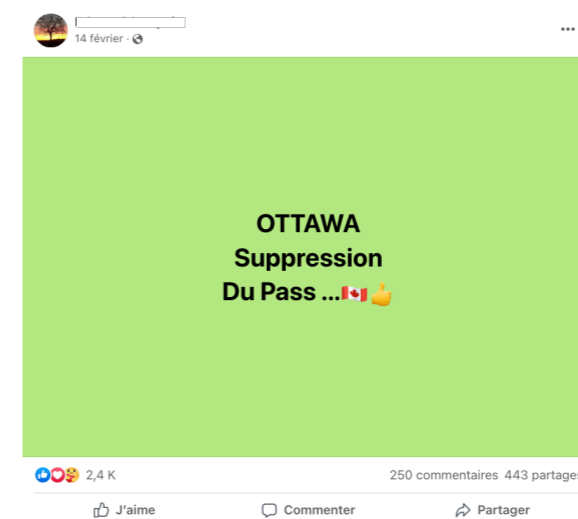 14 février
...
OTTAWA
Suppression
Du Pass ...🇨🇦👍
2,4 K
250 commentaires 443 partages
J'aime
Commenter
Partager